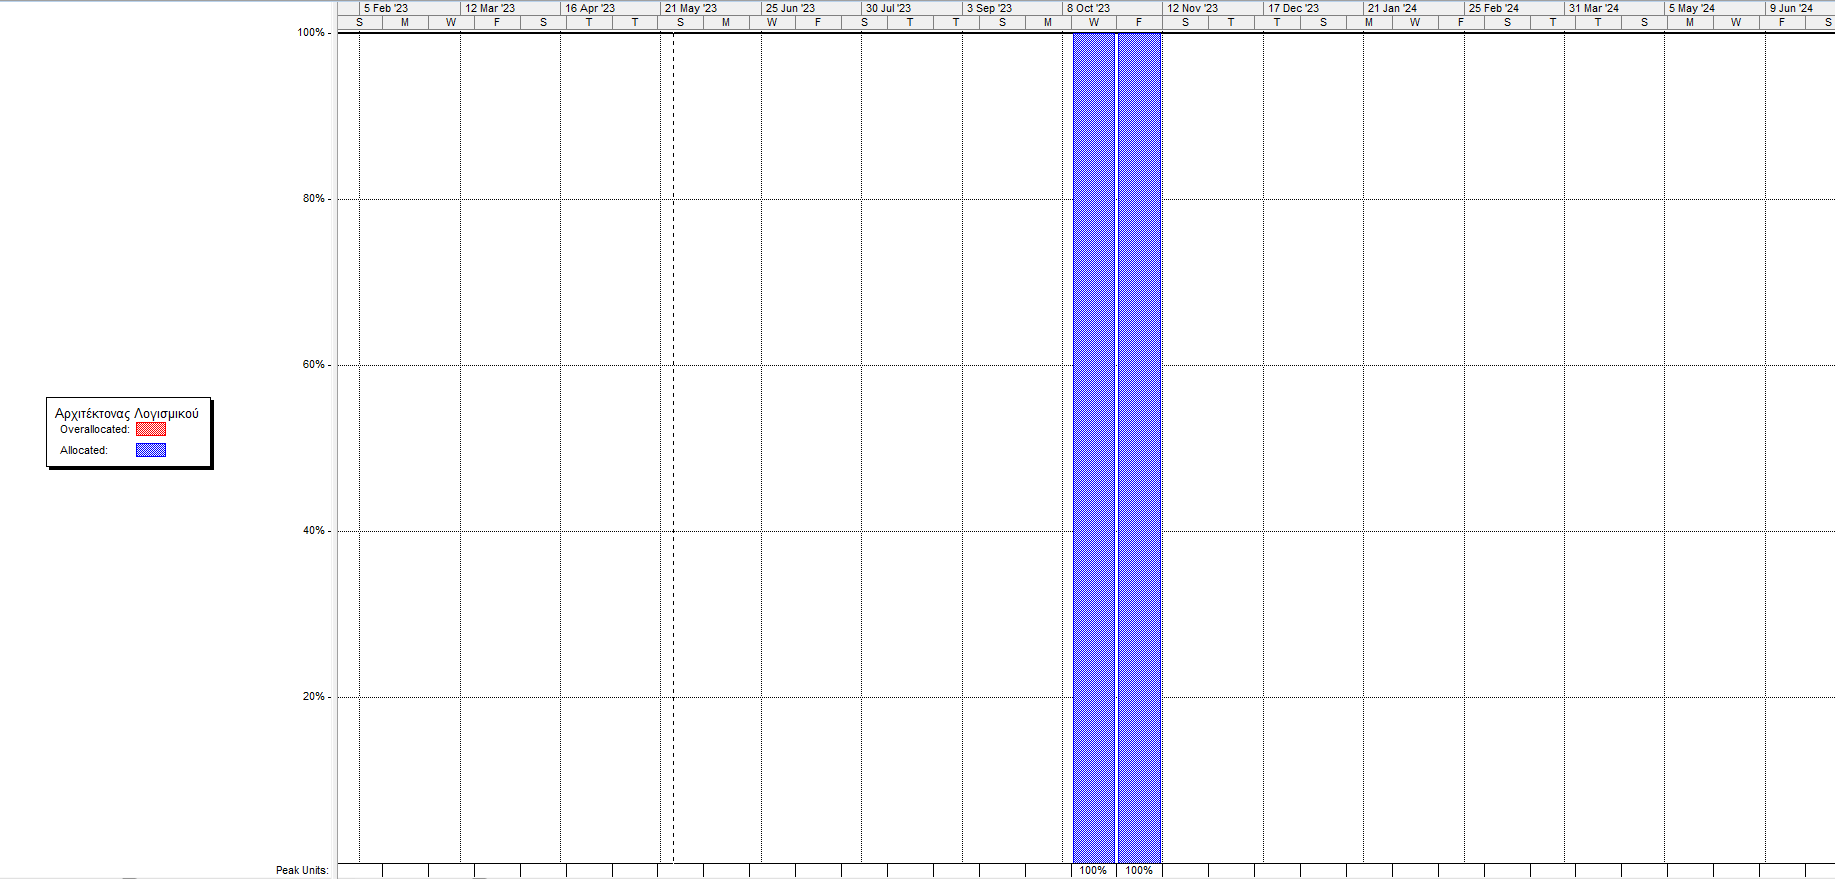 5 Feb '23 12 Mar '23 16 Apr '23 21 May '23 25 Jun '23 30 Jul '23 3 Sep '23 8 Oct '23 12 Nov '23 17 Dec '23 21 Jan '24 25 Feb '24 31 Mar '24 5 May '24 9 Jun '24
S M W F S T T S M W F S T T S M W F S T T S M W F S T T S M W F S
100%
80%
60%
Αρχιτέκτονας Λογισμικού
Overallocated:
Allocated:
40%
20%
Peak Units: 100% 100%